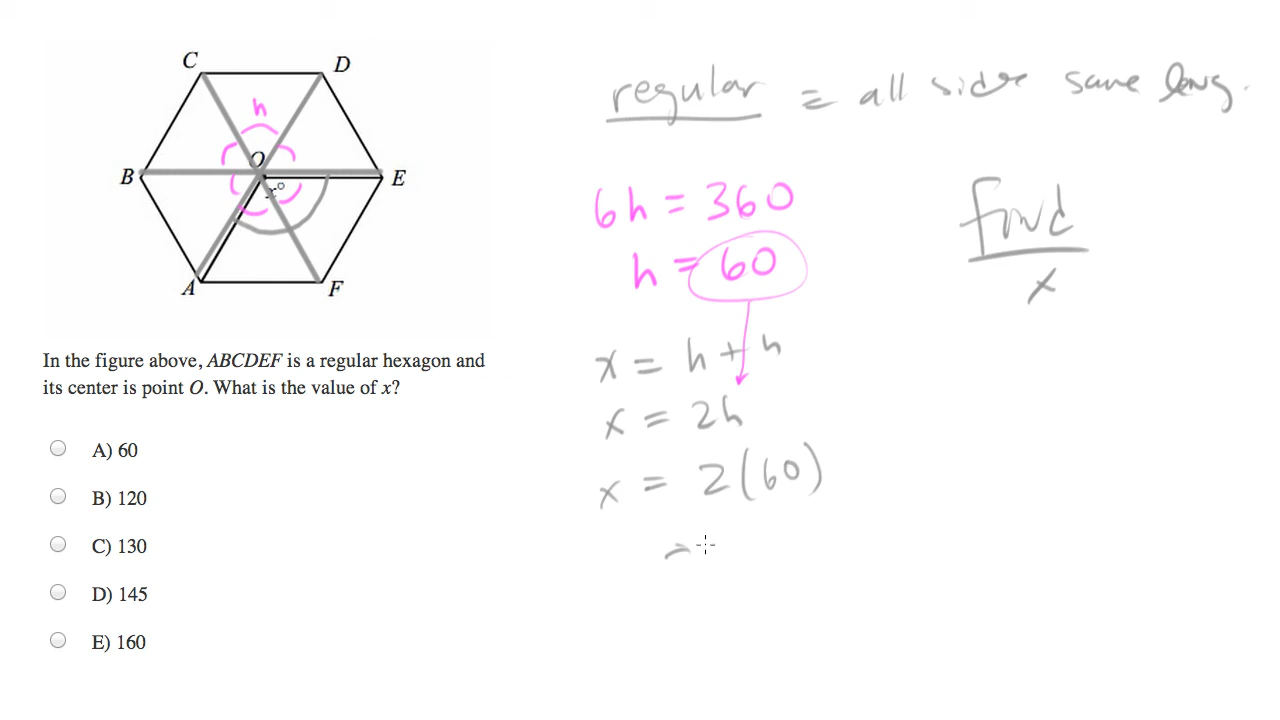 C
D
h
O
B
E
x°
A
F
In the figure above, ABCDEF is a regular hexagon and
its center is point O. What is the value of x?
A) 60
B) 120
C) 130
D) 145
E) 160
regular = all sides same leng.
6h = 360
h = 60
x = h + h
x = 2h
x = 2(60)
find
x